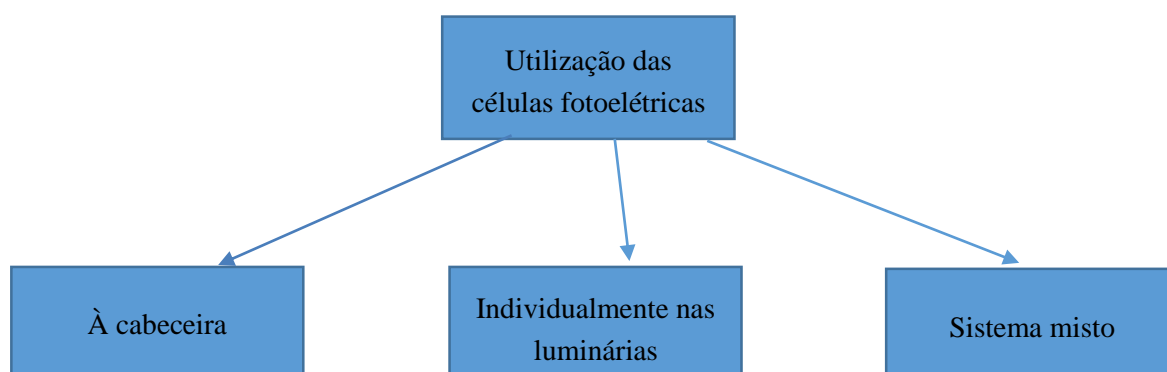 Utilização das
células fotoelétricas
À cabeceira
Individualmente nas
luminárias
Sistema misto